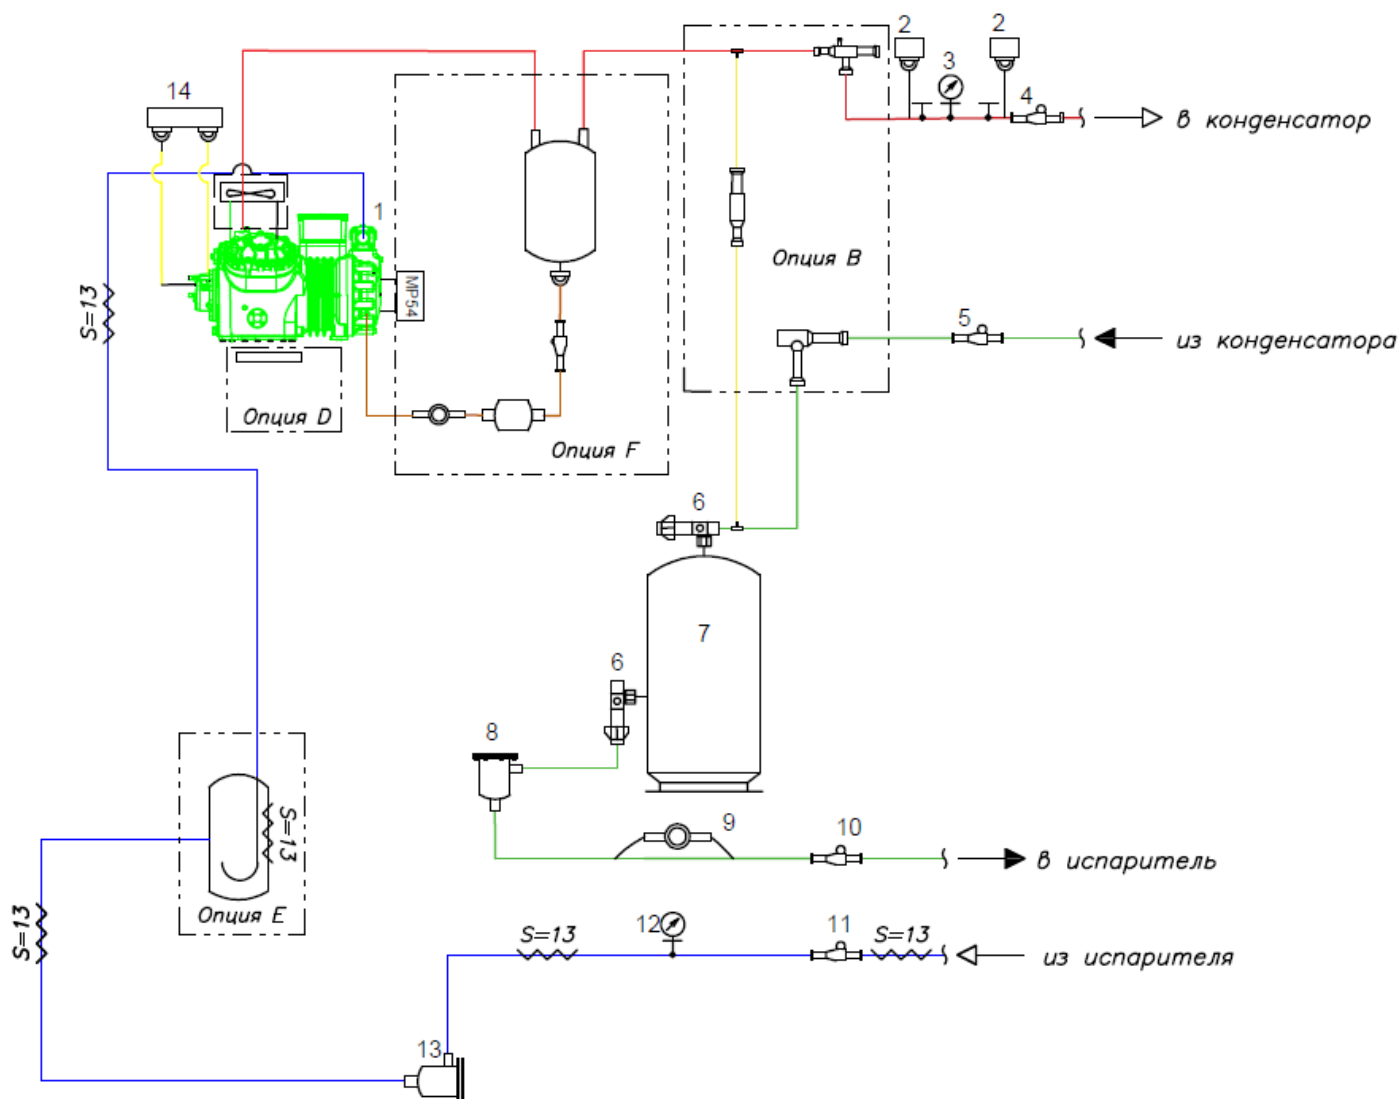 2
2
3
4
14
в конденсатор
1
Опция B
S=13
MP54
5
из конденсатора
Опция D
Опция F
6
7
6
8
9
10
S=13
в испаритель
Опция E
S=13
12
11
S=13
S=13
из испарителя
13